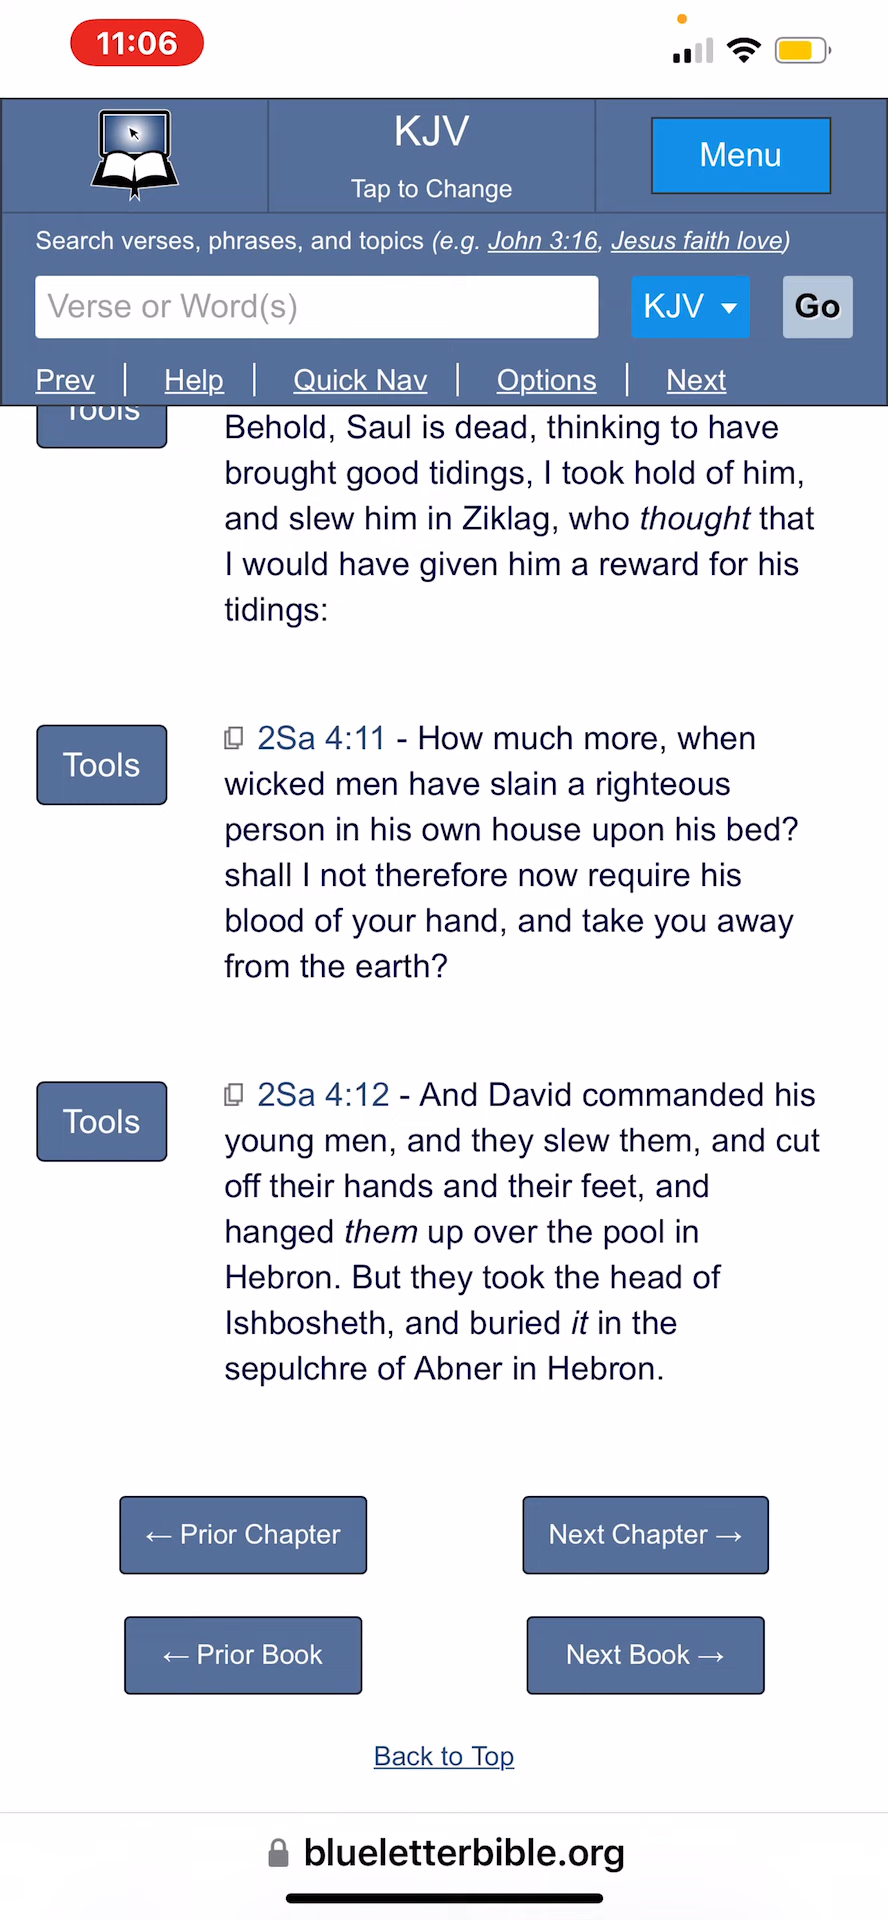 11:06
KJV
Tap to Change
Menu
Search verses, phrases, and topics (e.g. John 3:16, Jesus faith love)
Verse or Word(s)
KJV
Go
Prev | Help | Quick Nav | Options | Next
Tools
Behold, Saul is dead, thinking to have
brought good tidings, I took hold of him,
and slew him in Ziklag, who thought that
I would have given him a reward for his
tidings:
Tools
2Sa 4:11 - How much more, when
wicked men have slain a righteous
person in his own house upon his bed?
shall I not therefore now require his
blood of your hand, and take you away
from the earth?
Tools
2Sa 4:12 - And David commanded his
young men, and they slew them, and cut
off their hands and their feet, and
hanged them up over the pool in
Hebron. But they took the head of
Ishbosheth, and buried it in the
sepulchre of Abner in Hebron.
← Prior Chapter
Next Chapter →
← Prior Book
Next Book →
Back to Top
blueletterbible.org